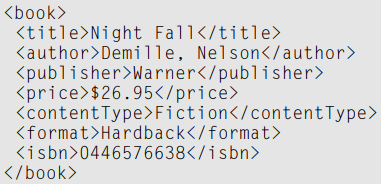 <book>
<title>Night Fall</title>
<author>Demille, Nelson</author>
<publisher>Warner</publisher>
<price>$26.95</price>
<contentType>Fiction</contentType>
<format>Hardback</format>
<isbn>0446576638</isbn>
</book>